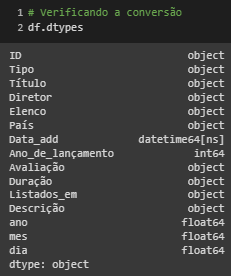 1 # Verificando a conversão
2 df.dtypes
ID object
Tipo object
Título object
Diretor object
Elenco object
País object
Data_add datetime64[ns]
Ano_de_lançamento int64
Avaliação object
Duração object
Listados_em object
Descrição object
ano float64
mes float64
dia float64
dtype: object